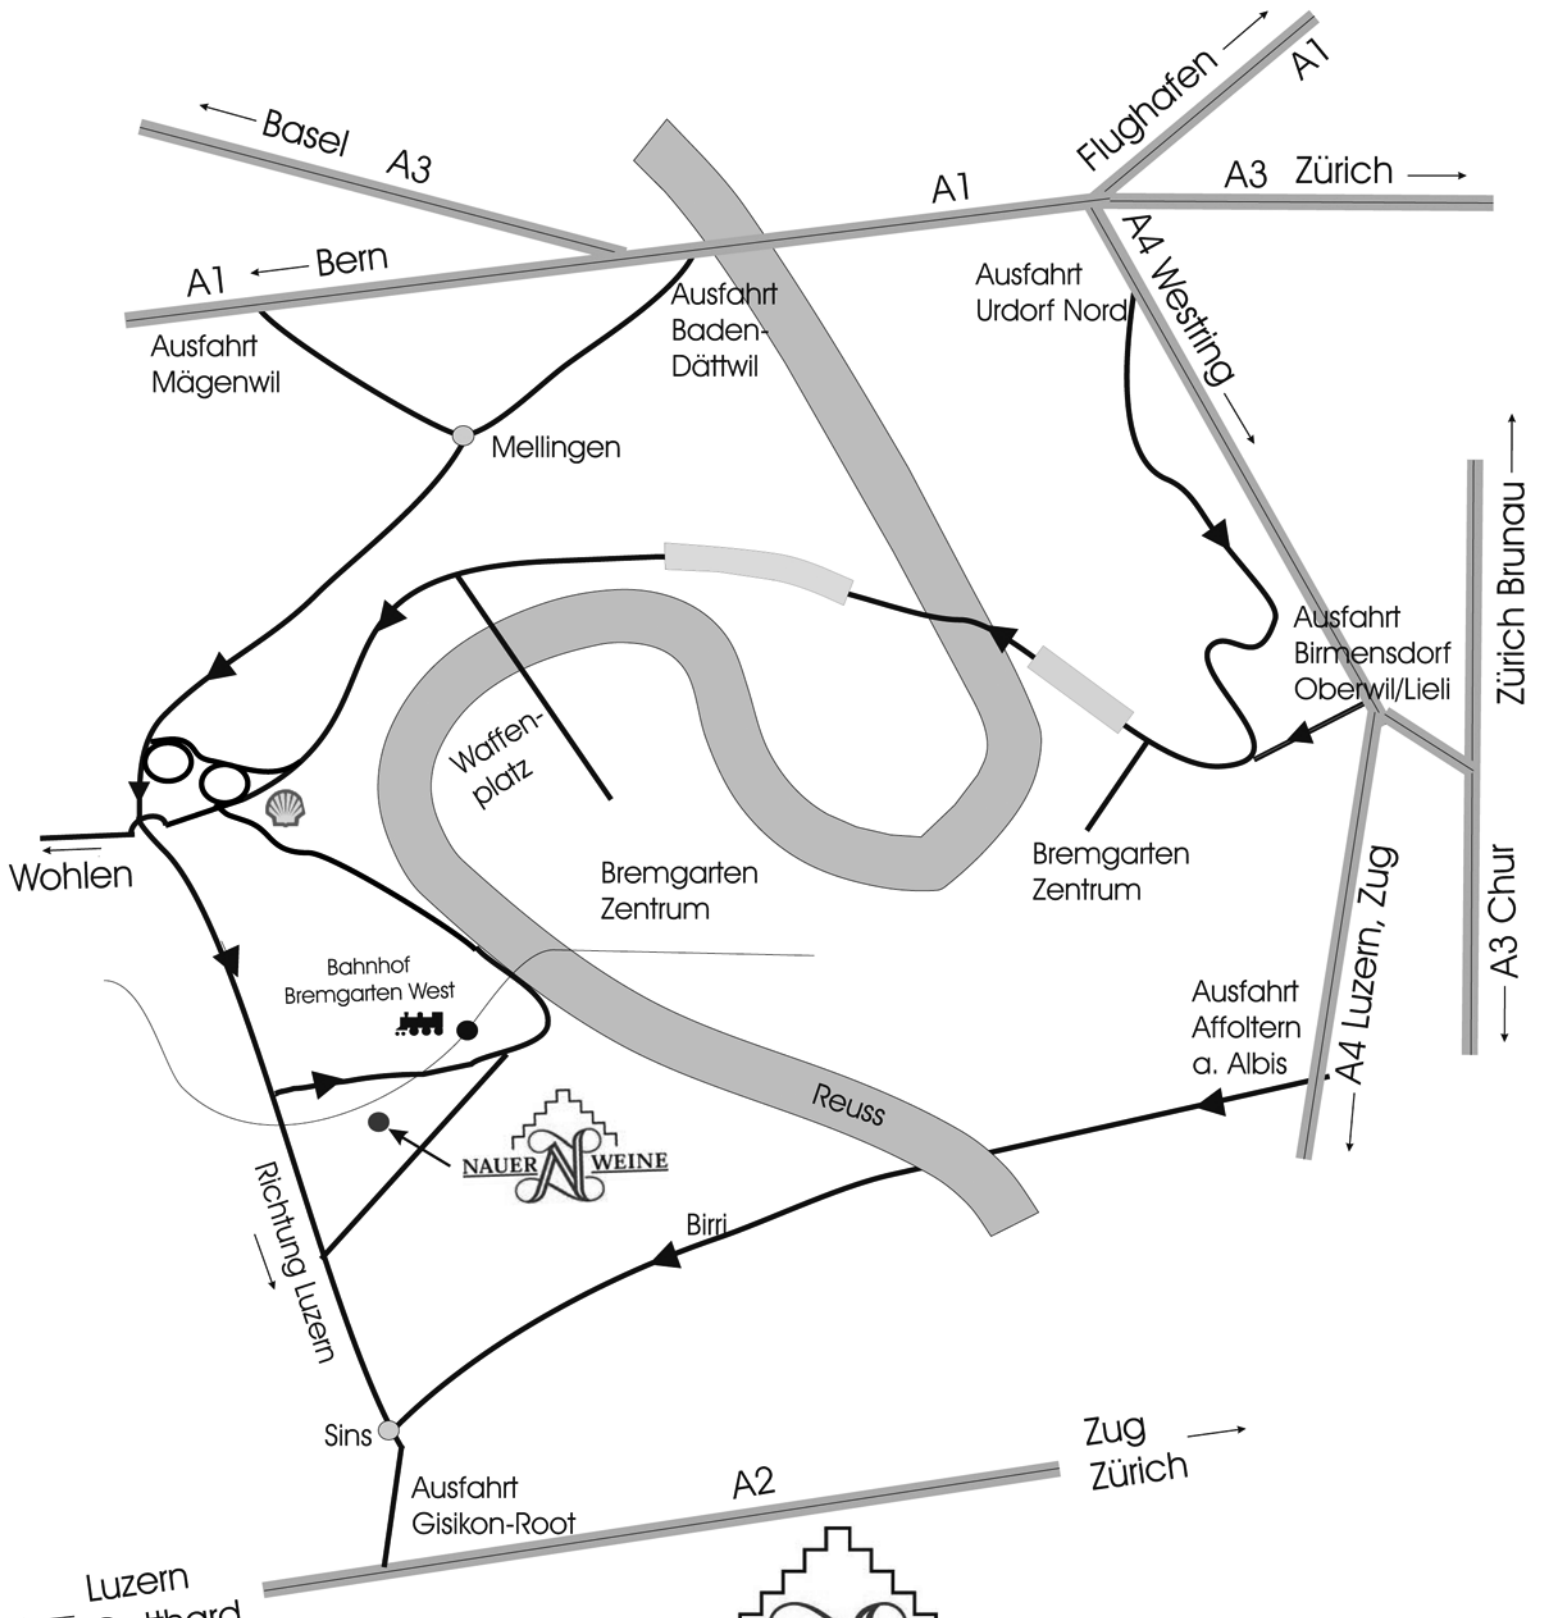 Flughafen
A1
Basel
A3
A1
A3 Zürich
A1
Bern
A4 Westring
Ausfahrt
Urdorf Nord
Ausfahrt
Baden-
Dättwil
Ausfahrt
Mägenwil
Mellingen
Zürich Brunau
Ausfahrt
Birmensdorf
Oberwil/Lieli
Waffen-
platz
Wohlen
Bremgarten
Zentrum
Bremgarten
Zentrum
A4 Luzern, Zug
A3 Chur
Bahnhof
Bremgarten West
Ausfahrt
Affoltern
a. Albis
Reuss
NAUER N WEINE
Richtung Luzern
Birri
Sins
Ausfahrt
Gisikon-Root
A2
Zug
Zürich
Luzern